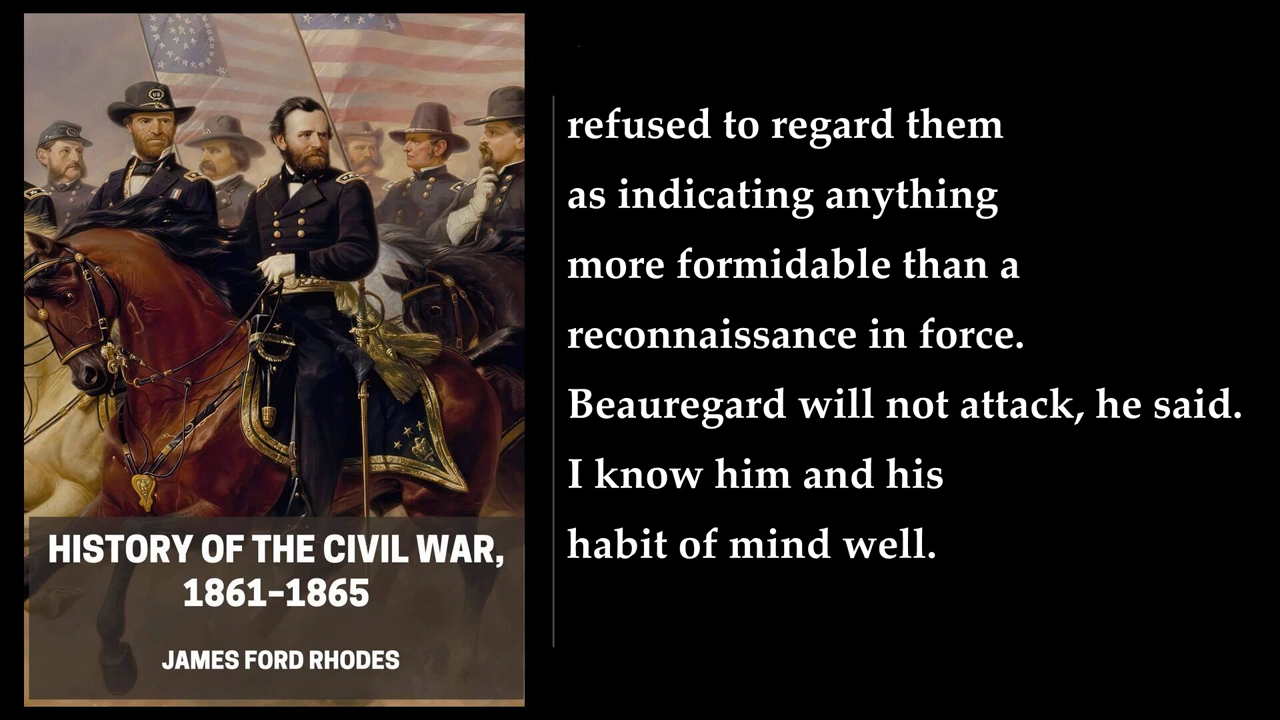 HISTORY OF THE CIVIL WAR,
1861–1865
JAMES FORD RHODES
refused to regard them
as indicating anything
more formidable than a
reconnaissance in force.
Beauregard will not attack, he said.
I know him and his
habit of mind well.